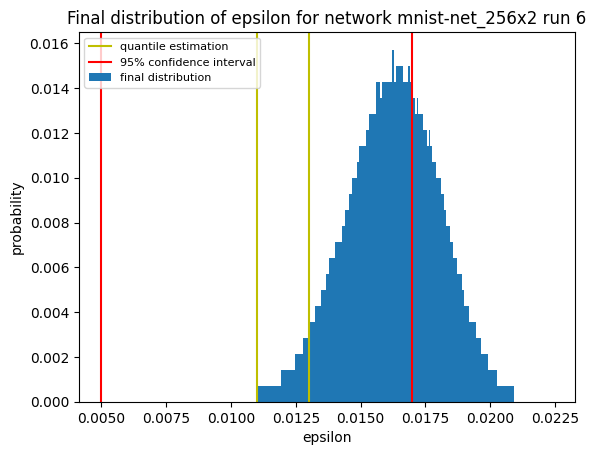 Final distribution of epsilon for network mnist-net_256x2 run 6
quantile estimation
95% confidence interval
final distribution
0.016
0.014
0.012
0.010
0.008
0.006
0.004
0.002
0.000
probability
0.0050
0.0075
0.0100
0.0125
0.0150
0.0175
0.0200
0.0225
epsilon